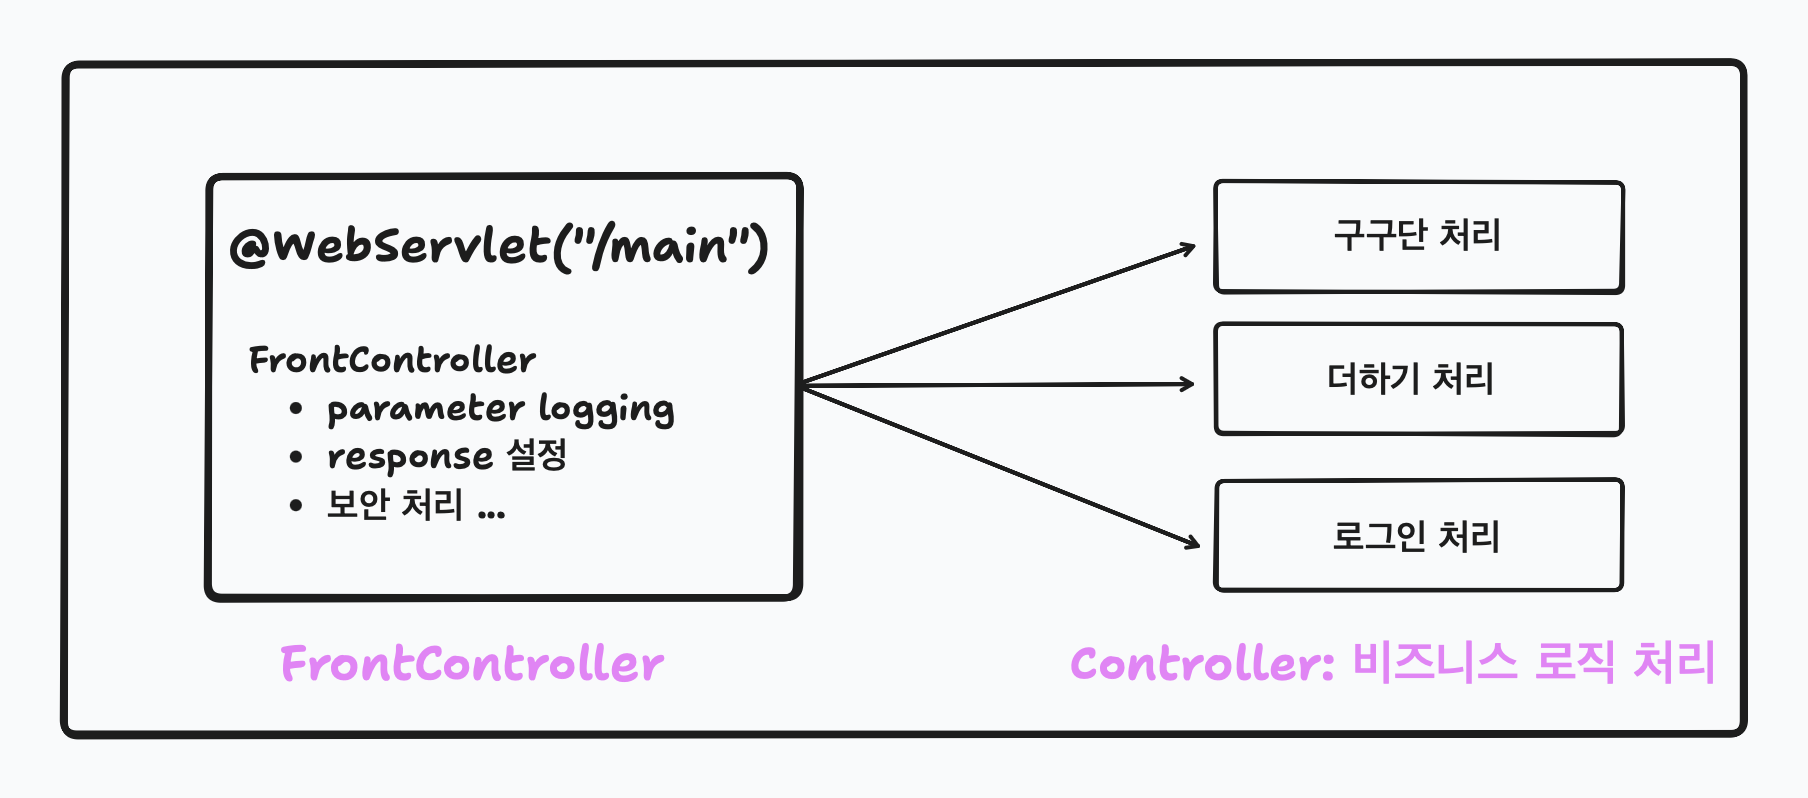 @WebServlet("/main")
FrontController
• parameter logging
• response 설정
• 보안 처리 ...
FrontController
구구단 처리
더하기 처리
로그인 처리
Controller: 비즈니스 로직 처리